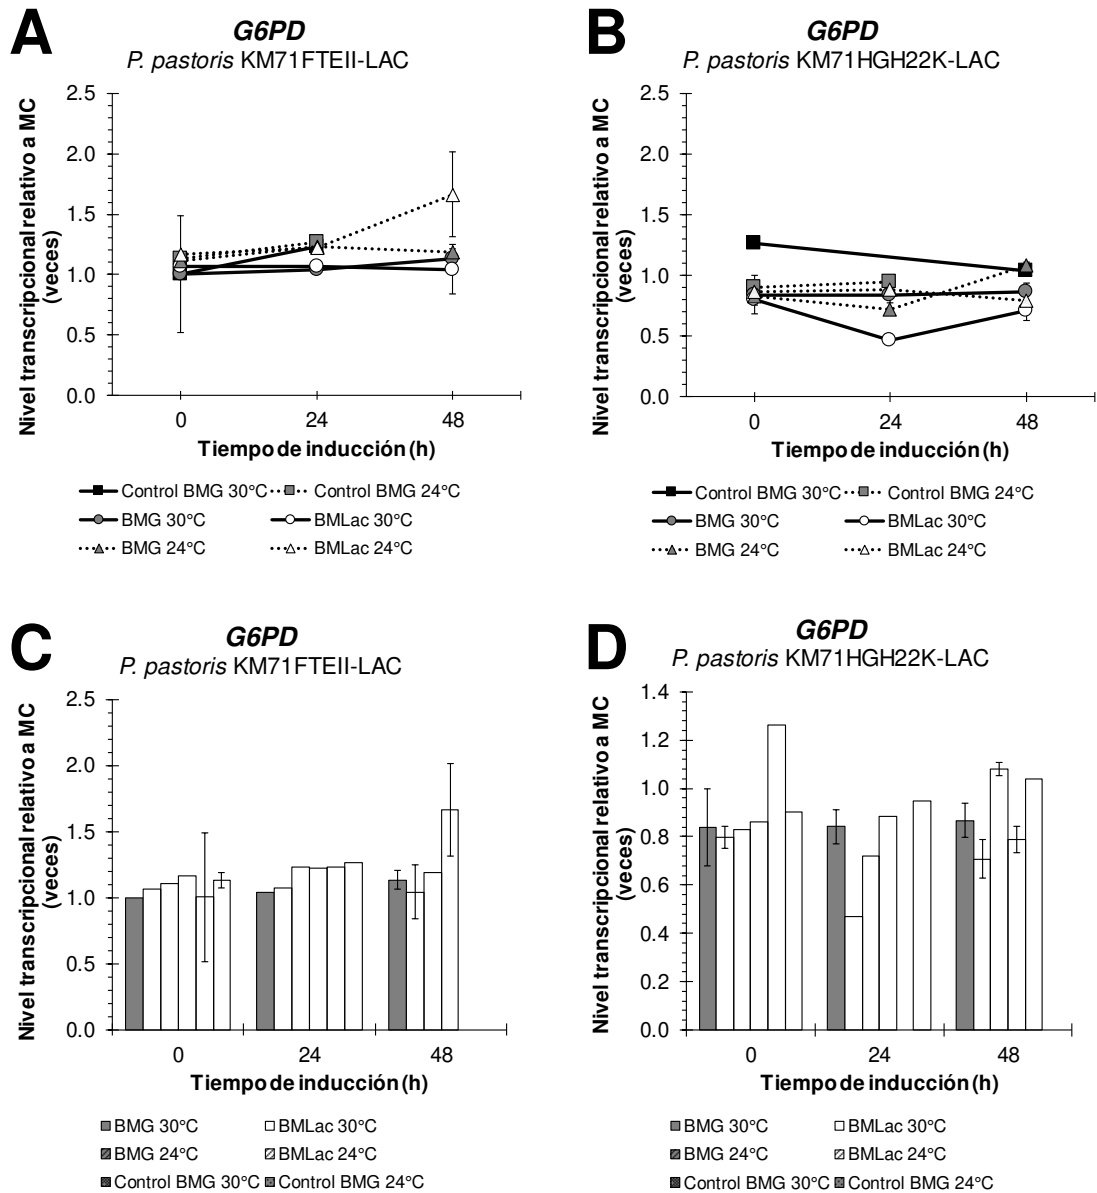 A
G6PD
P. pastoris KM71FTEII-LAC
Nivel transcripcional relativo a MC
(veces)
2.5
2.0
1.5
1.0
0.5
0.0
0 24 48
Tiempo de inducción (h)
Control BMG 30°C Control BMG 24°C
BMG 30°C BMLac 30°C
BMG 24°C BMLac 24°C
B
G6PD
P. pastoris KM71HGH22K-LAC
Nivel transcripcional relativo a MC
(veces)
2.5
2.0
1.5
1.0
0.5
0.0
0 24 48
Tiempo de inducción (h)
Control BMG 30°C Control BMG 24°C
BMG 30°C BMLac 30°C
BMG 24°C BMLac 24°C
C
G6PD
P. pastoris KM71FTEII-LAC
Nivel transcripcional relativo a MC
(veces)
2.5
2.0
1.5
1.0
0.5
0.0
0 24 48
Tiempo de inducción (h)
BMG 30°C BMLac 30°C
BMG 24°C BMLac 24°C
Control BMG 30°C Control BMG 24°C
D
G6PD
P. pastoris KM71HGH22K-LAC
Nivel transcripcional relativo a MC
(veces)
1.4
1.2
1.0
0.8
0.6
0.4
0.2
0.0
0 24 48
Tiempo de inducción (h)
BMG 30°C BMLac 30°C
BMG 24°C BMLac 24°C
Control BMG 30°C Control BMG 24°C